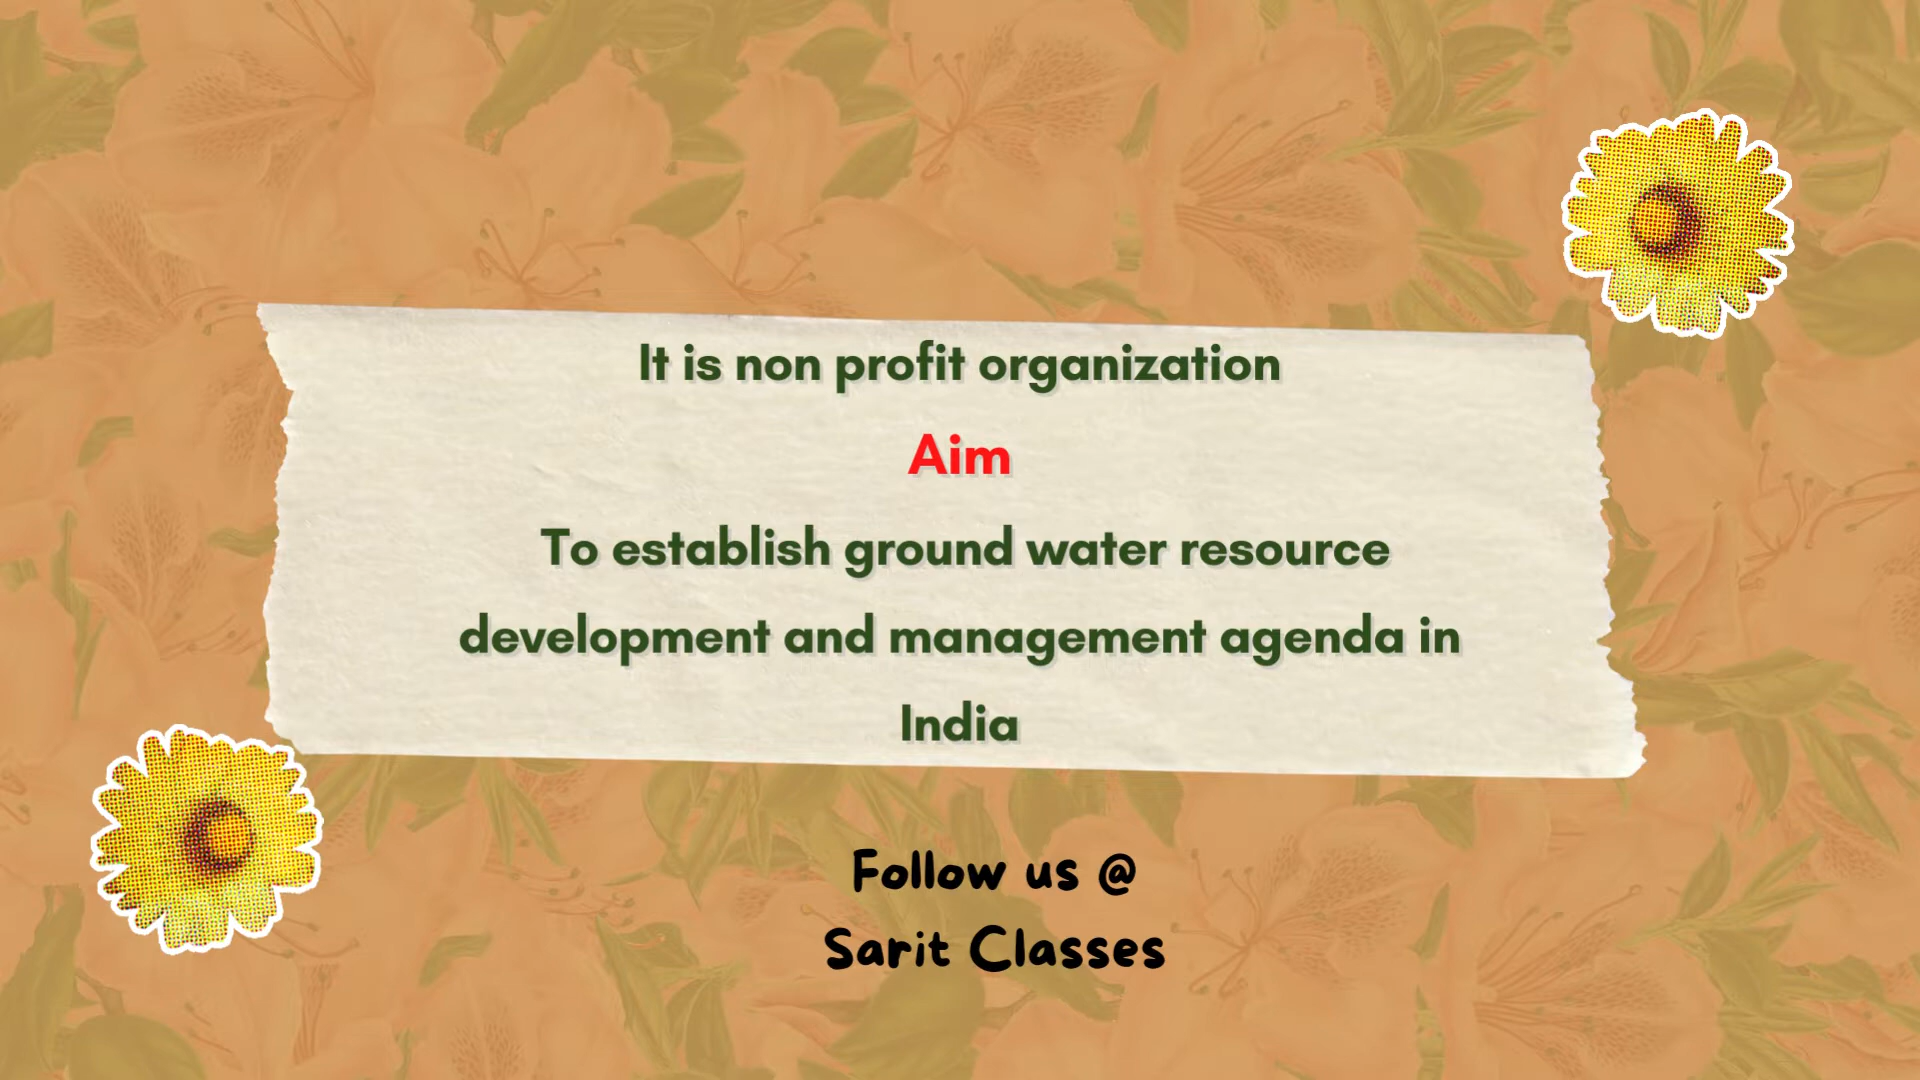 It is non profit organization
Aim
To establish ground water resource
development and management agenda in
India
Follow us @
Sarit Classes